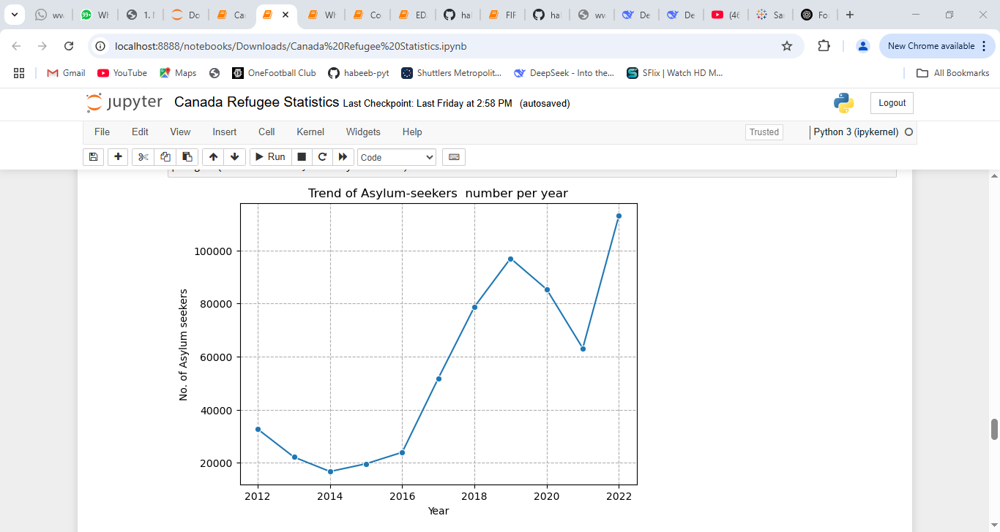 ww
99+
Wh
1. I
Do
Ca
Wh
Co
ED
hal
FIF
hal
ww
De
De
(46
Sa
Fo
localhost:8888/notebooks/Downloads/Canada%20Refugee%20Statistics.ipynb
New Chrome available
Gmail
YouTube
Maps
OneFootball Club
habeeb-pyt
Shuttlers Metropolit...
DeepSeek - Into the...
SFlix | Watch HD M...
All Bookmarks
jupyter
Canada Refugee Statistics Last Checkpoint: Last Friday at 2:58 PM (autosaved)
Logout
File
Edit
View
Insert
Cell
Kernel
Widgets
Help
Trusted
Python 3 (ipykernel)
Run
Code
Trend of Asylum-seekers  number per year
No. of Asylum seekers
100000
80000
60000
40000
20000
2012
2014
2016
2018
2020
2022
Year